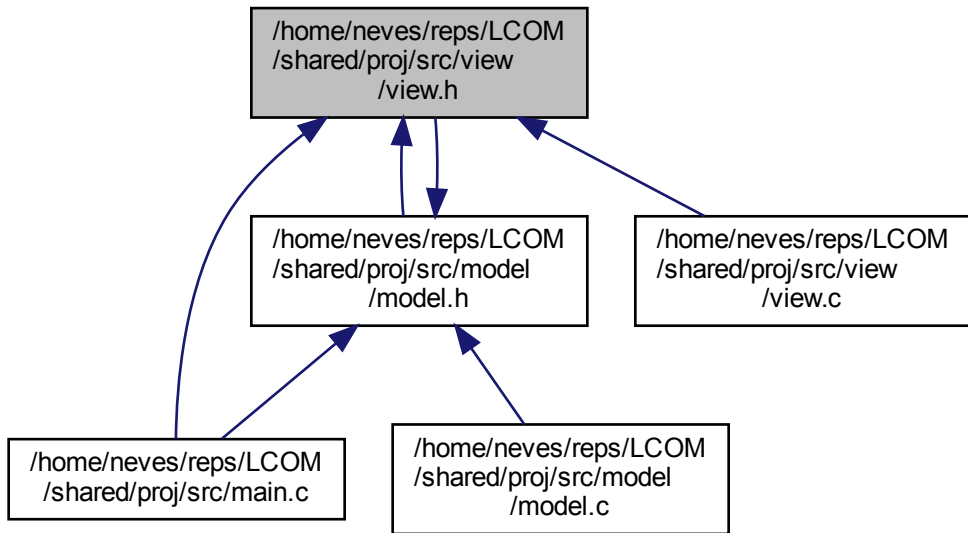 /home/neves/reps/LCOM
/shared/proj/src/view
/view.h
/home/neves/reps/LCOM
/shared/proj/src/model
/model.h
/home/neves/reps/LCOM
/shared/proj/src/view
/view.c
/home/neves/reps/LCOM
/shared/proj/src/main.c
/home/neves/reps/LCOM
/shared/proj/src/model
/model.c